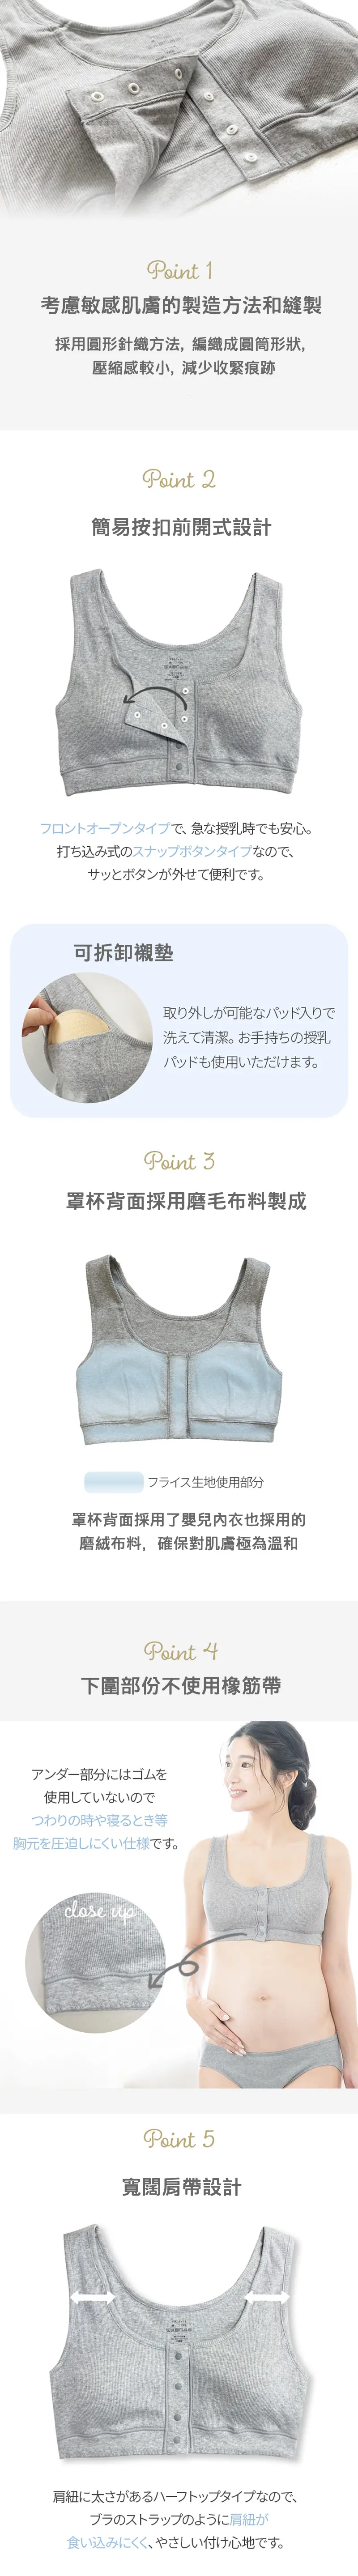 Point 1
考慮敏感肌膚的製造方法和縫製
採用圓形針織方法, 編織成圓筒形狀,
壓縮感較小, 減少收緊痕跡
Point 2
簡易按扣前開式設計
フロントオープンタイプで、急な授乳時でも安心。
打ち込み式のスナップボタンタイプなので、
サッとボタンが外せて便利です。
可拆卸襯墊
取り外しが可能なパッド入りで
洗えて清潔。お手持ちの授乳
パッドも使用いただけます。
Point 3
罩杯背面採用磨毛布料製成
フライス生地使用部分
罩杯背面採用了嬰兒內衣也採用的
磨絨布料, 確保對肌膚極為溫和
Point 4
下圍部份不使用橡筋帶
アンダー部分にはゴムを
使用していないので
つわりの時や寝るとき等
胸元を圧迫しにくい仕様です。
close up
Point 5
寬闊肩帶設計
肩紐に太さがあるハーフトップタイプなので、
ブラのストラップのように肩紐が
食い込みにくく、やさしい付け心地です。